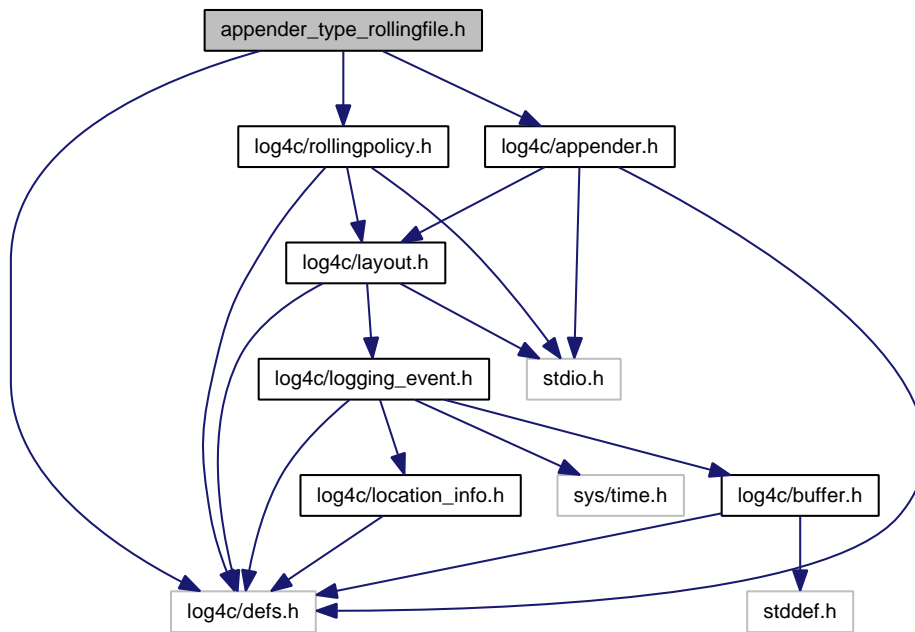 appender_type_rollingfile.h
log4c/rollingpolicy.h
log4c/appender.h
log4c/layout.h
log4c/logging_event.h
stdio.h
log4c/location_info.h
sys/time.h
log4c/buffer.h
log4c/defs.h
stddef.h